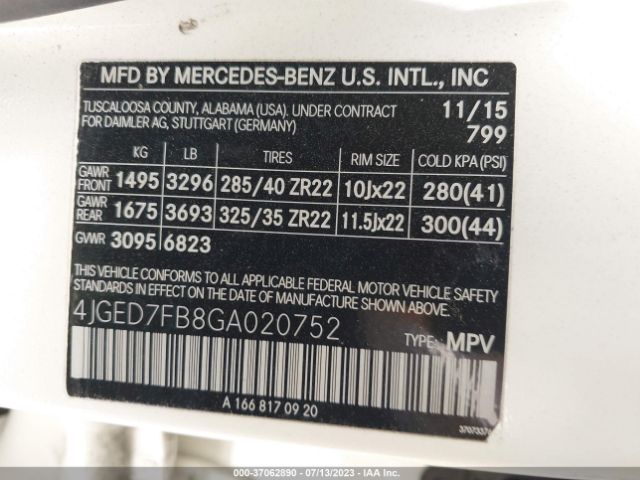 MFD BY MERCEDES-BENZ U.S. INTL., INC
TUSCALOOSA COUNTY, ALABAMA (USA). UNDER CONTRACT 11/15
FOR DAIMLER AG, STUTTGART (GERMANY) 799
KG LB TIRES RIM SIZE COLD KPA (PSI)
GAWR FRONT 1495 3296 285/40 ZR22 10Jx22 280(41)
GAWR REAR 1675 3693 325/35 ZR22 11.5Jx22 300(44)
GVWR 3095 6823
THIS VEHICLE CONFORMS TO ALL APPLICABLE FEDERAL MOTOR VEHICLE SAFETY
STANDARDS IN EFFECT ON THE DATE OF MANUFACTURE SHOWN ABOVE.
4JGED7FB8GA020752 TYPE: MPV
A 166 817 09 20
000-37062890 - 07/13/2023 - IAA Inc.